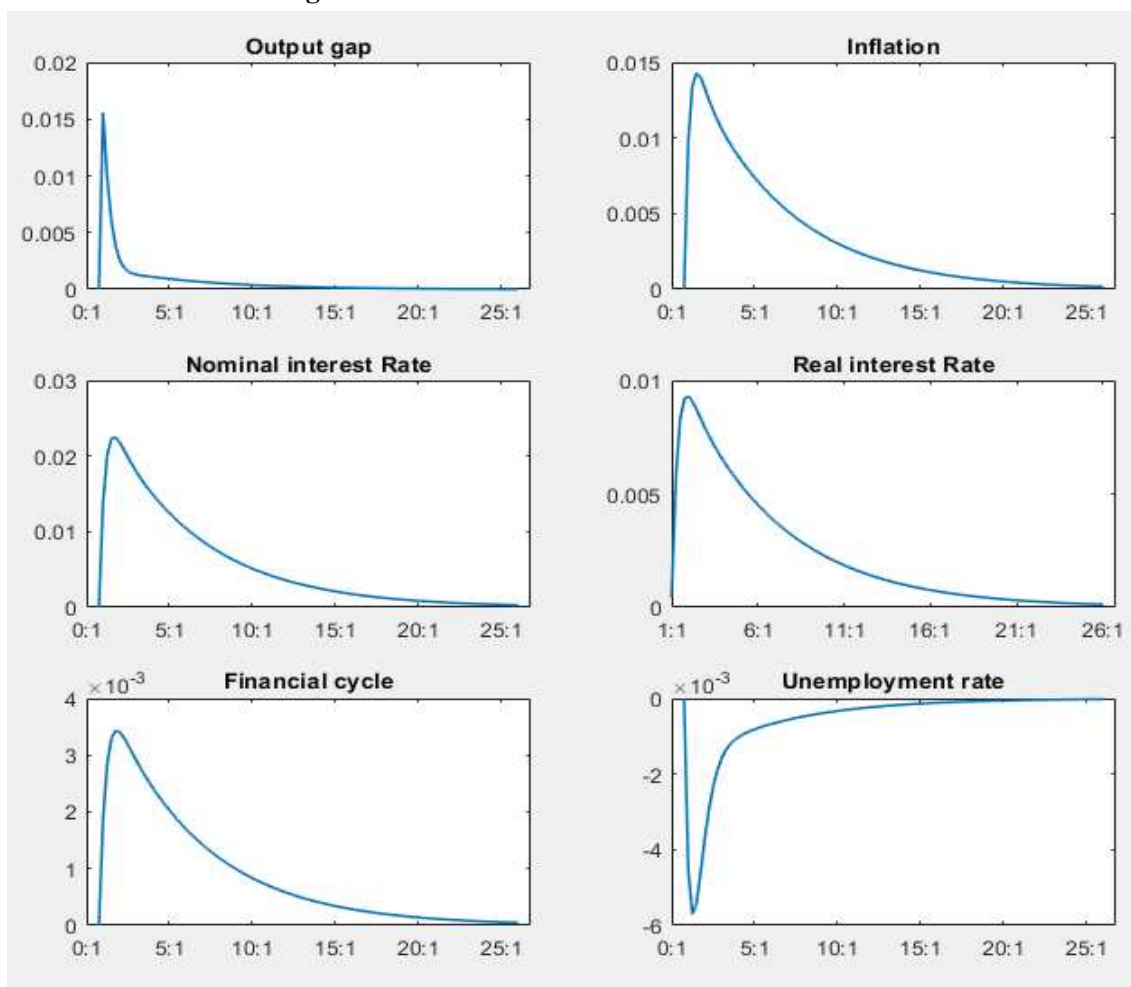 Output gap
0.02
0.015
0.01
0.005
0
0:1 5:1 10:1 15:1 20:1 25:1
Inflation
0.015
0.01
0.005
0
0:1 5:1 10:1 15:1 20:1 25:1
Nominal interest Rate
0.03
0.02
0.01
0
0:1 5:1 10:1 15:1 20:1 25:1
Real interest Rate
0.01
0.005
0
1:1 6:1 11:1 16:1 21:1 26:1
×10⁻³ Financial cycle
4
3
2
1
0
0:1 5:1 10:1 15:1 20:1 25:1
×10⁻³ Unemployment rate
0
-2
-4
-6
0:1 5:1 10:1 15:1 20:1 25:1